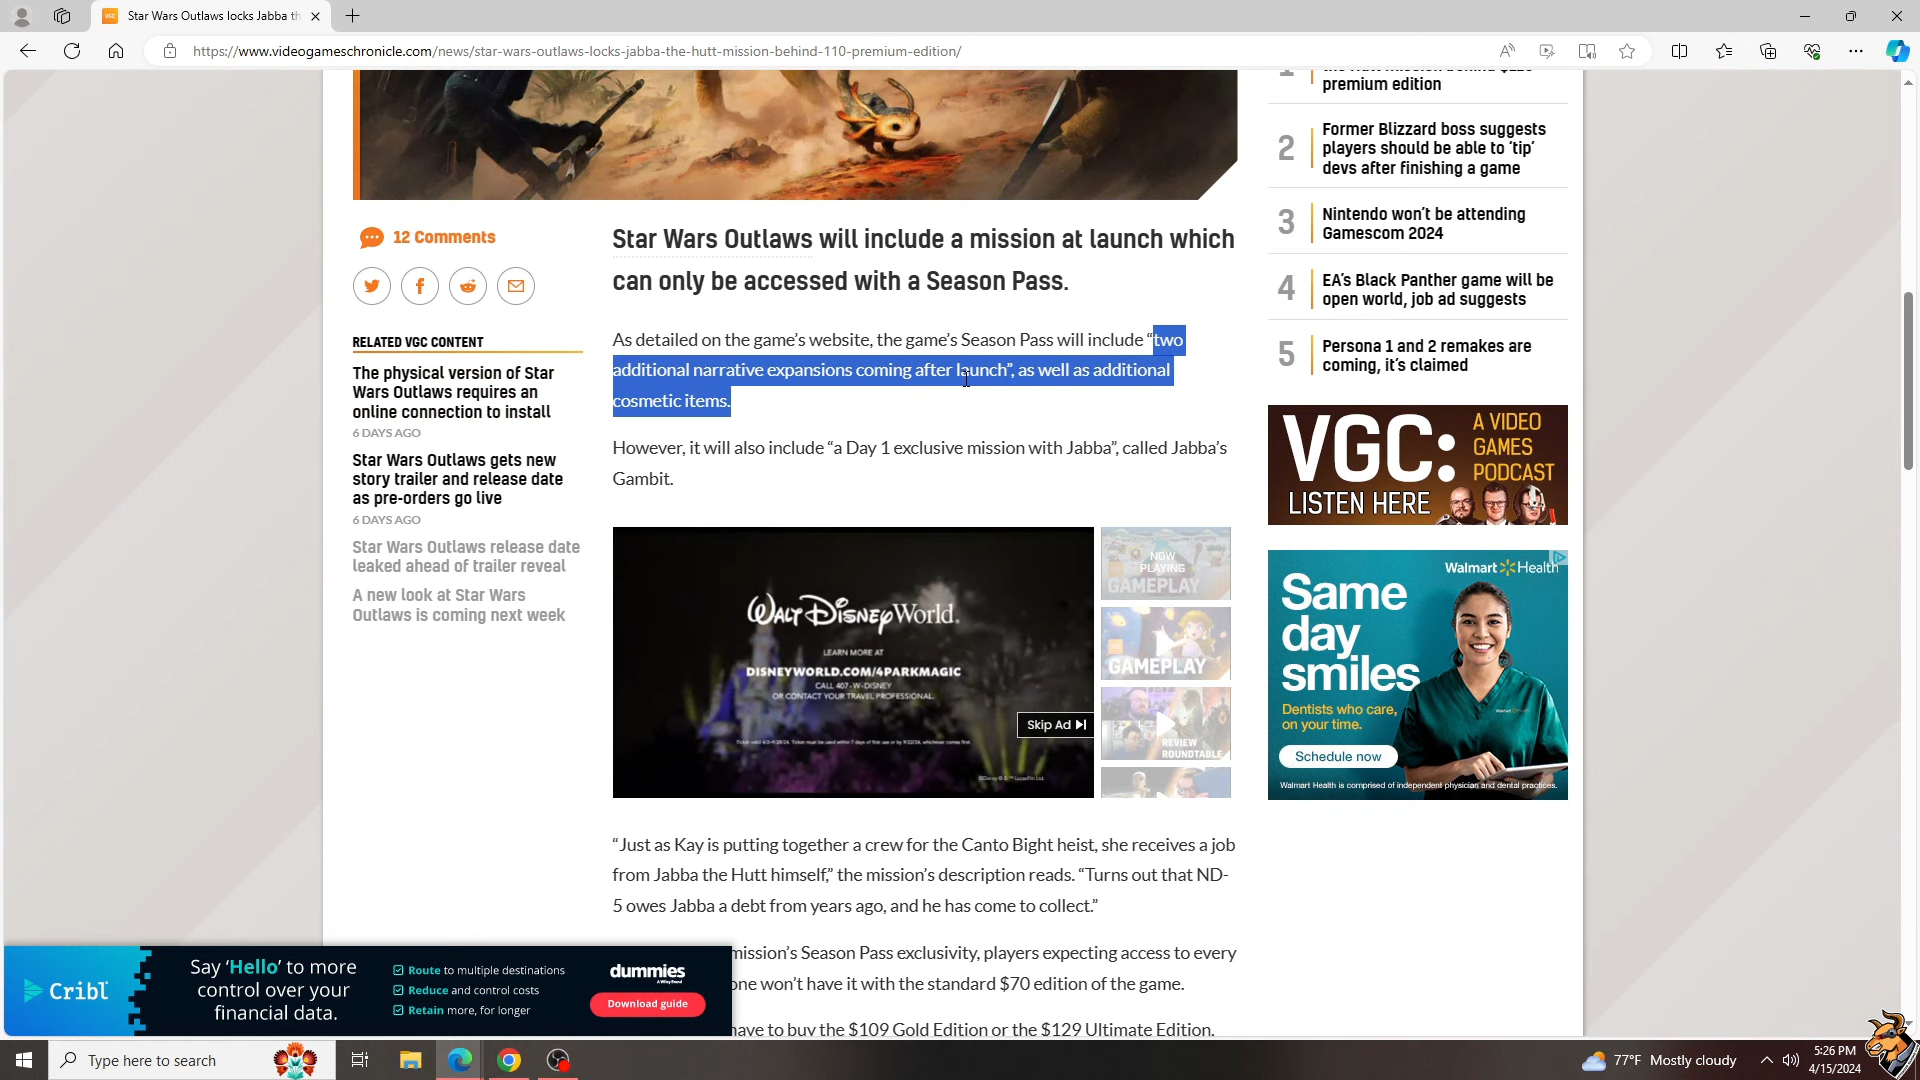 Star Wars Outlaws locks Jabba th
https://www.videogameschronicle.com/news/star-wars-outlaws-locks-jabba-the-hutt-mission-behind-110-premium-edition/
12 Comments
RELATED VGC CONTENT
The physical version of Star
Wars Outlaws requires an
online connection to install
6 DAYS AGO
Star Wars Outlaws gets new
story trailer and release date
as pre-orders go live
6 DAYS AGO
Star Wars Outlaws release date
leaked ahead of trailer reveal
A new look at Star Wars
Outlaws is coming next week
Star Wars Outlaws will include a mission at launch which
can only be accessed with a Season Pass.
As detailed on the game’s website, the game’s Season Pass will include “two
additional narrative expansions coming after launch”, as well as additional
cosmetic items.
However, it will also include “a Day 1 exclusive mission with Jabba”, called Jabba’s
Gambit.
Walt Disney World.
LEARN MORE AT
DISNEYWORLD.COM/4PARKMAGIC
CALL 407-W-DISNEY
OR CONTACT YOUR TRAVEL PROFESSIONAL.
Skip Ad
NOW
PLAYING
GAMEPLAY
GAMEPLAY
REVIEW
ROUNDTABLE
“Just as Kay is putting together a crew for the Canto Bight heist, she receives a job
from Jabba the Hutt himself,” the mission’s description reads. “Turns out that ND-
5 owes Jabba a debt from years ago, and he has come to collect.”
mission’s Season Pass exclusivity, players expecting access to every
one won’t have it with the standard $70 edition of the game.
have to buy the $109 Gold Edition or the $129 Ultimate Edition.
premium edition
2
Former Blizzard boss suggests
players should be able to ‘tip’
devs after finishing a game
3
Nintendo won’t be attending
Gamescom 2024
4
EA’s Black Panther game will be
open world, job ad suggests
5
Persona 1 and 2 remakes are
coming, it’s claimed
VGC:
A VIDEO
GAMES
PODCAST
LISTEN HERE
Walmart Health
Same
day
smiles
Dentists who care,
on your time.
Schedule now
Walmart Health is comprised of independent physician and dental practices.
Cribl
Say ‘Hello’ to more
control over your
financial data.
Route to multiple destinations
Reduce and control costs
Retain more, for longer
dummies
A Wiley Brand
Download guide
Type here to search
77°F Mostly cloudy
5:26 PM
4/15/2024